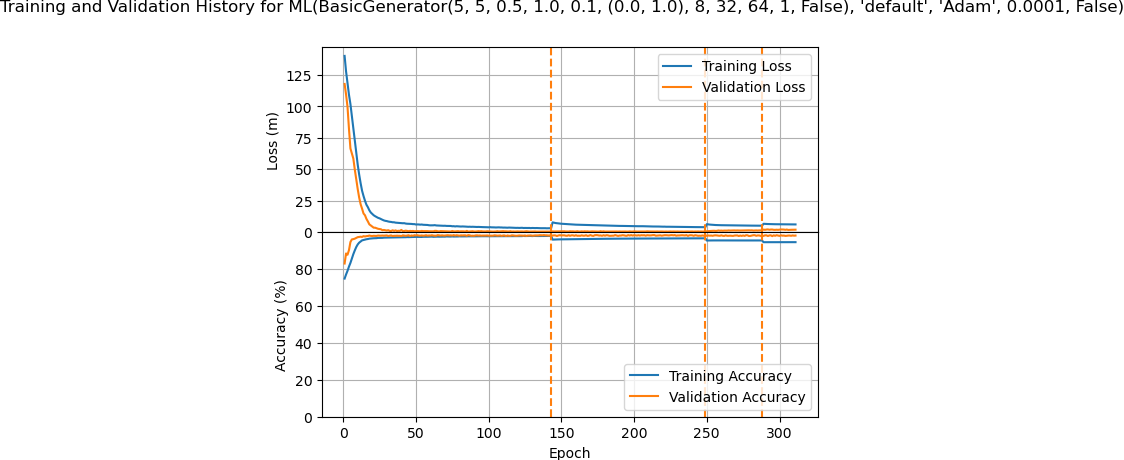 Training and Validation History for ML(BasicGenerator(5, 5, 0.5, 1.0, 0.1, (0.0, 1.0), 8, 32, 64, 1, False), 'default', 'Adam', 0.0001, False)
Training Loss
Validation Loss
125
100
75
50
25
0
Loss (m)
80
60
40
20
0
Accuracy (%)
Training Accuracy
Validation Accuracy
0 50 100 150 200 250 300
Epoch